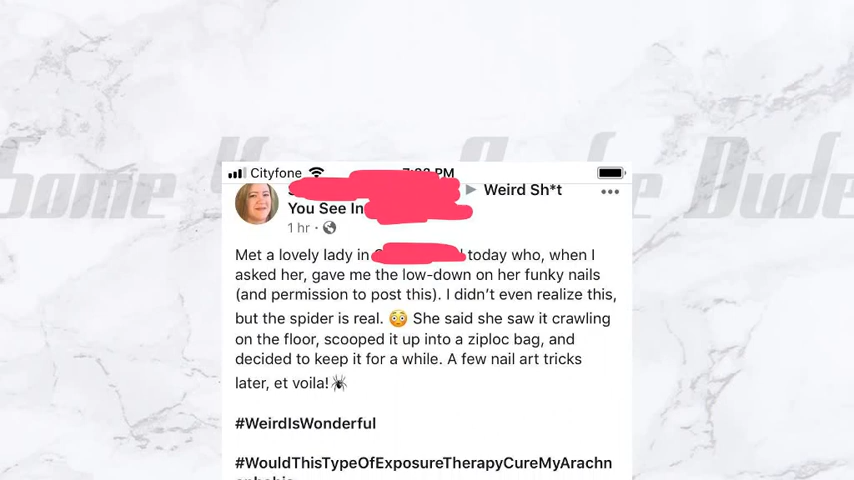 Some
Dude
Cityfone PM
Weird Sh*t
You See In
1 hr
Met a lovely lady in today who, when I
asked her, gave me the low-down on her funky nails
(and permission to post this). I didn’t even realize this,
but the spider is real. 😳 She said she saw it crawling
on the floor, scooped it up into a ziploc bag, and
decided to keep it for a while. A few nail art tricks
later, et voila!🕷
#WeirdIsWonderful
#WouldThisTypeOfExposureTherapyCureMyArachn